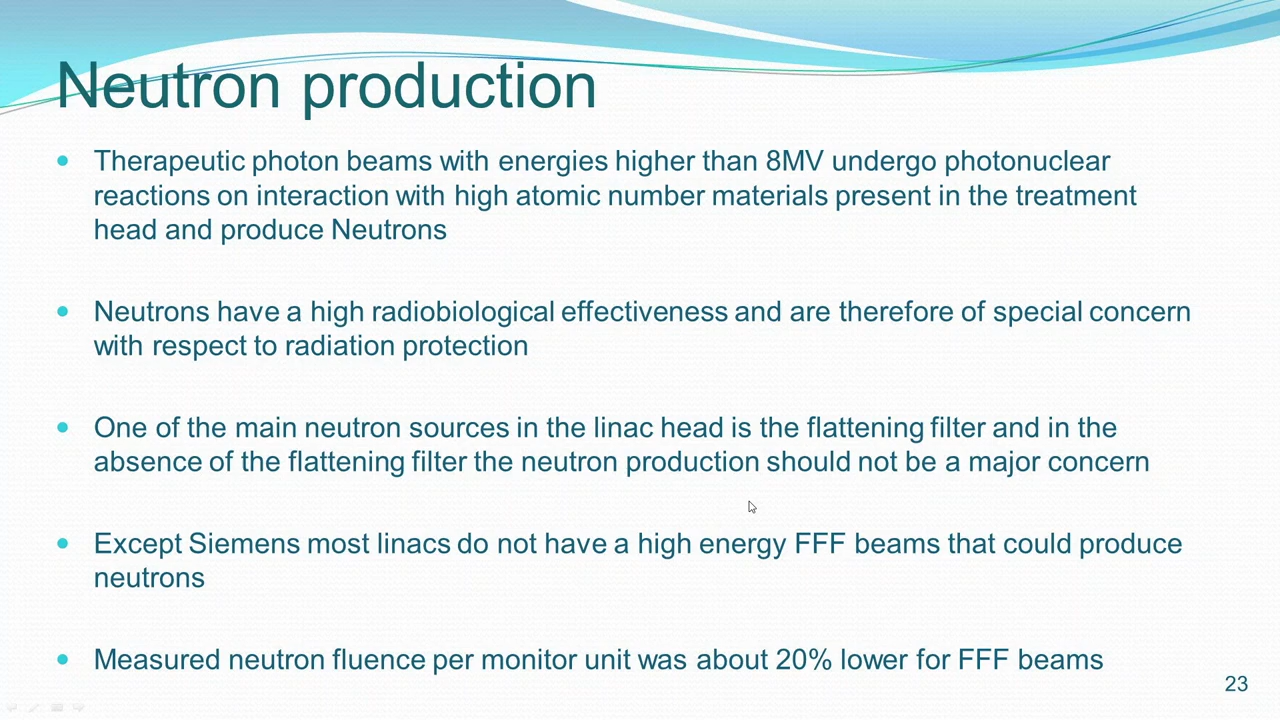 Neutron production
• Therapeutic photon beams with energies higher than 8MV undergo photonuclear
reactions on interaction with high atomic number materials present in the treatment
head and produce Neutrons
• Neutrons have a high radiobiological effectiveness and are therefore of special concern
with respect to radiation protection
• One of the main neutron sources in the linac head is the flattening filter and in the
absence of the flattening filter the neutron production should not be a major concern
• Except Siemens most linacs do not have a high energy FFF beams that could produce
neutrons
• Measured neutron fluence per monitor unit was about 20% lower for FFF beams
23